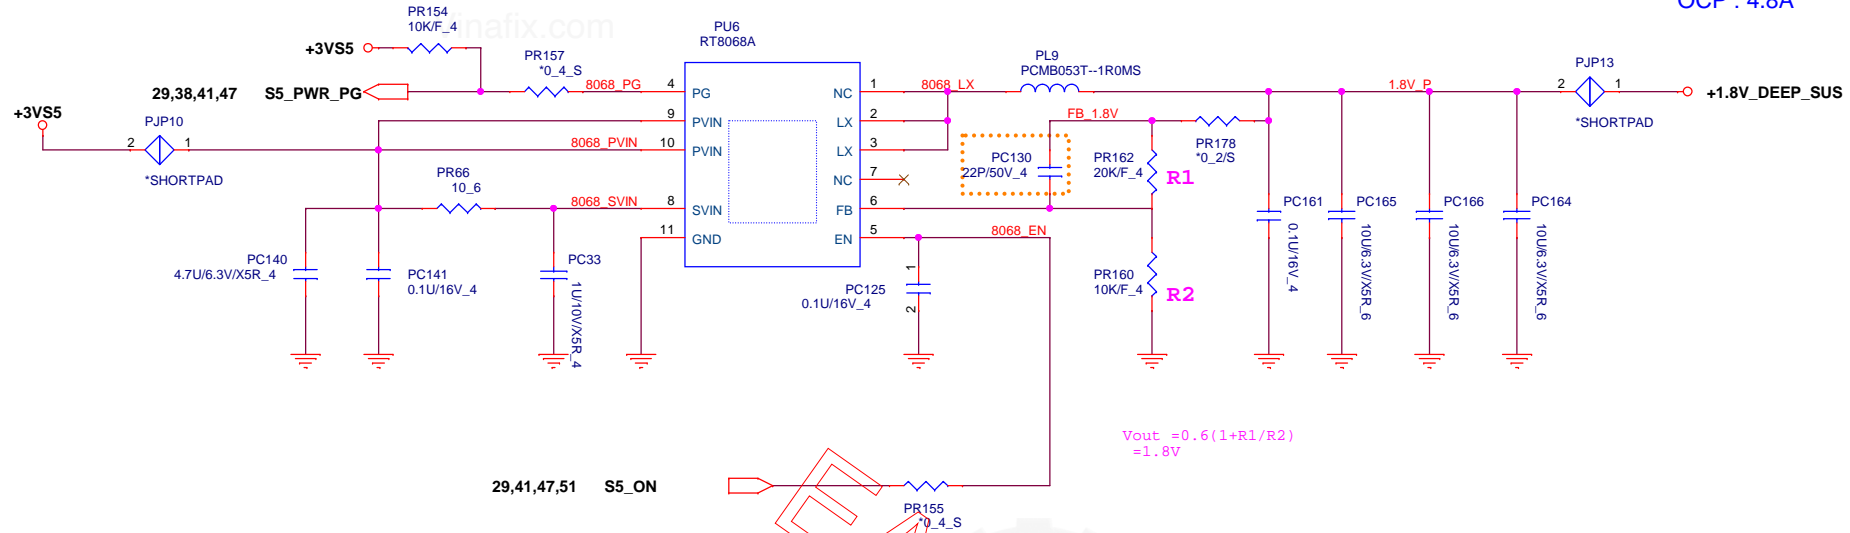 OCP : 4.8A
PR154
10K/F_4
inafix.com
+3VS5
PR157
*0_4_S
PU6
RT8068A
PL9
PCMB053T--1R0MS
PJP13
29,38,41,47 S5_PWR_PG
8068_PG 4 PG
NC 1 8068_LX
1.8V_P
2 1 +1.8V_DEEP_SUS
*SHORTPAD
+3VS5
PJP10
2 1
*SHORTPAD
9 PVIN
LX 2
FB_1.8V
PR178
*0_2/S
8068_PVIN 10 PVIN
LX 3
PC130
22P/50V_4
PR162
20K/F_4
R1
PR66
10_6
NC 7
8068_SVIN 8 SVIN
FB 6
11 GND
EN 5 8068_EN
PC161
0.1U/16V_4
PC165
10U/6.3V/X5R_6
PC166
10U/6.3V/X5R_6
PC164
10U/6.3V/X5R_6
PC140
4.7U/6.3V/X5R_4
PC141
0.1U/16V_4
PC33
1U/10V/X5R_4
PC125
0.1U/16V_4
1
2
PR160
10K/F_4
R2
Vout =0.6(1+R1/R2)
=1.8V
29,41,47,51 S5_ON
PR155
*0_4_S